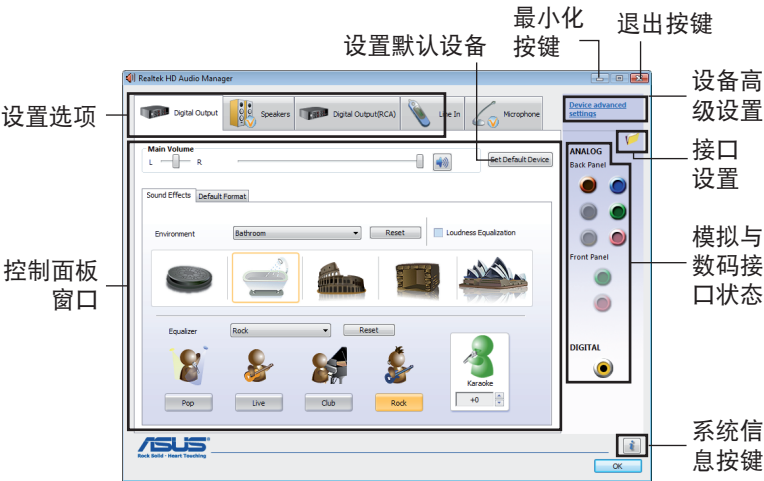 最小化
按键
退出按键
设置默认设备
设备高
级设置
设置选项
接口
设置
控制面板
窗口
模拟与
数码接
口状态
系统信
息按键
Realtek HD Audio Manager
Digital Output
Speakers
Digital Output(RCA)
Line In
Microphone
Device advanced
settings
Main Volume
L
R
Set Default Device
Sound Effects
Default Format
Environment
Bathroom
Reset
Loudness Equalization
Equalizer
Rock
Reset
Pop
Live
Club
Rock
Karaoke
+0
ANALOG
Back Panel
Front Panel
DIGITAL
ASUS
Rock Solid · Heart Touching
OK